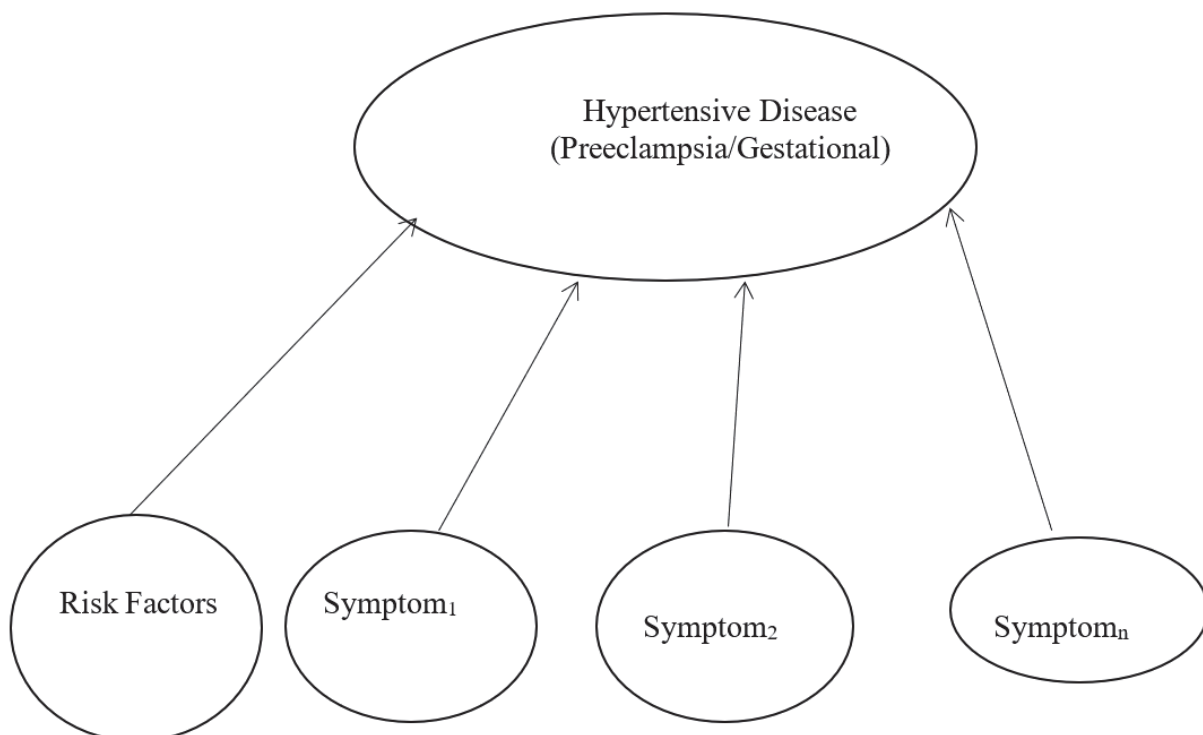 Hypertensive Disease
(Preeclampsia/Gestational)
Risk Factors
Symptom₁
Symptom₂
Symptomₙ